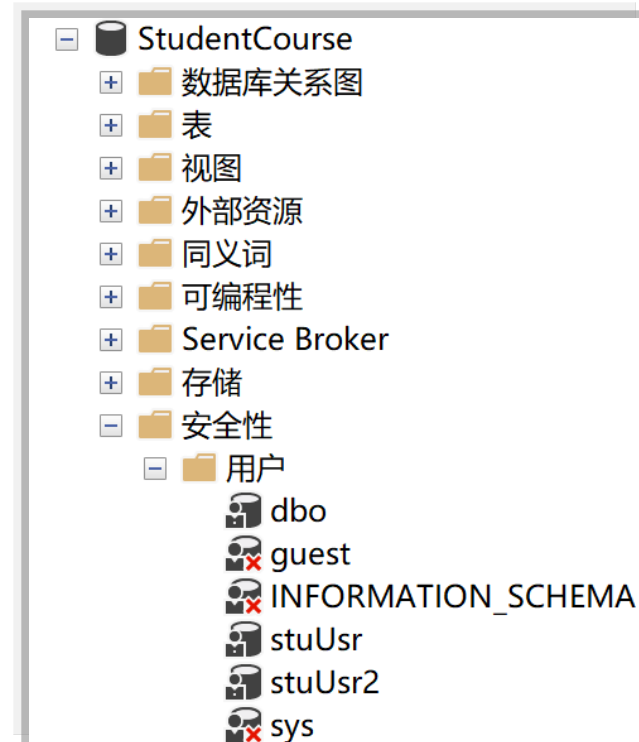 StudentCourse
数据库关系图
表
视图
外部资源
同义词
可编程性
Service Broker
存储
安全性
用户
dbo
guest
INFORMATION_SCHEMA
stuUsr
stuUsr2
sys